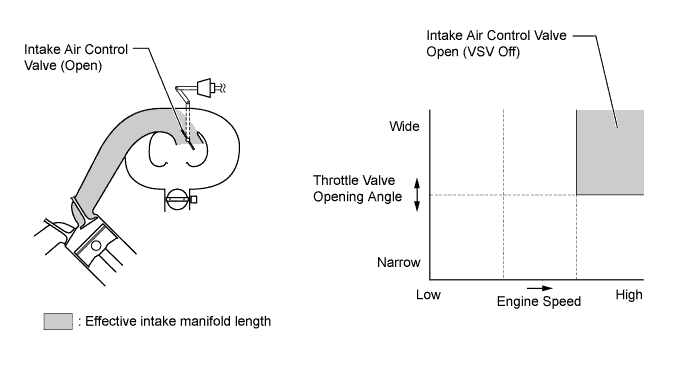 Intake Air Control
Valve (Open)
: Effective intake manifold length
Intake Air Control Valve
Open (VSV Off)
Wide
Throttle Valve
Opening Angle
Narrow
Low
Engine Speed
High